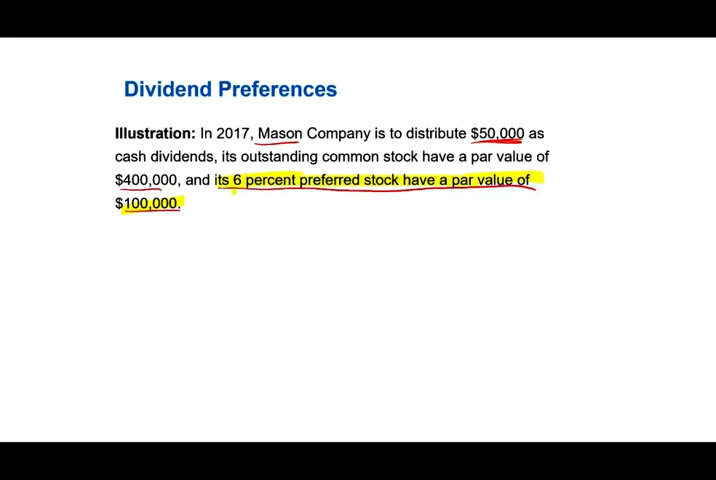 Dividend Preferences
Illustration: In 2017, Mason Company is to distribute $50,000 as
cash dividends, its outstanding common stock have a par value of
$400,000, and its 6 percent preferred stock have a par value of
$100,000.